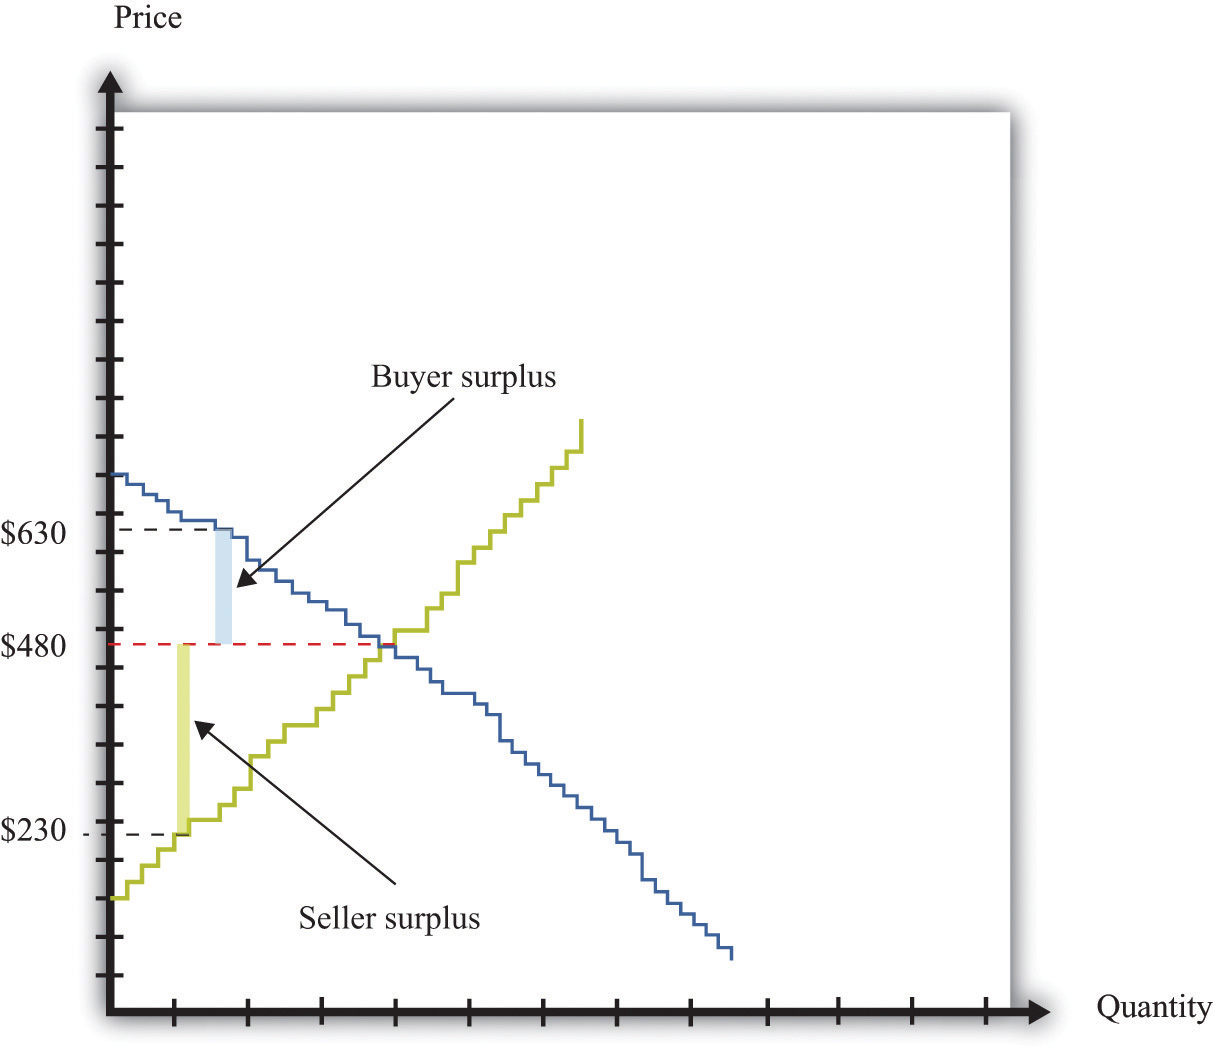 Price
Buyer surplus
$630
$480
$230
Seller surplus
Quantity